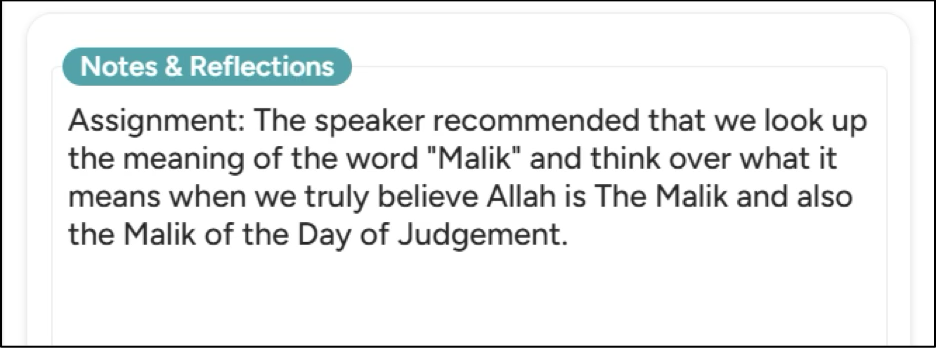 Notes & Reflections
Assignment: The speaker recommended that we look up
the meaning of the word "Malik" and think over what it
means when we truly believe Allah is The Malik and also
the Malik of the Day of Judgement.